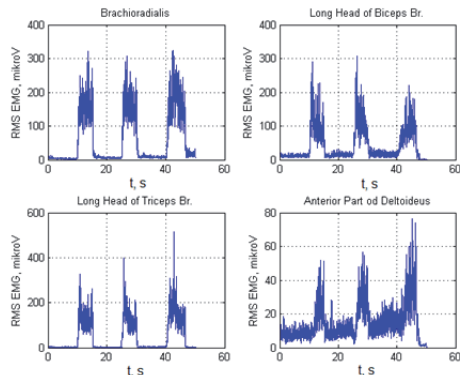 Brachioradialis
400
300
200
100
0
RMS EMG, mikroV
0 20 40 60
t, s
Long Head of Biceps Br.
400
300
200
100
0
RMS EMG, mikroV
0 20 40 60
t, s
Long Head of Triceps Br.
600
400
200
0
RMS EMG, mikroV
0 20 40 60
t, s
Anterior Part od Deltoideus
80
60
40
20
0
RMS EMG, mikroV
0 20 40 60
t, s